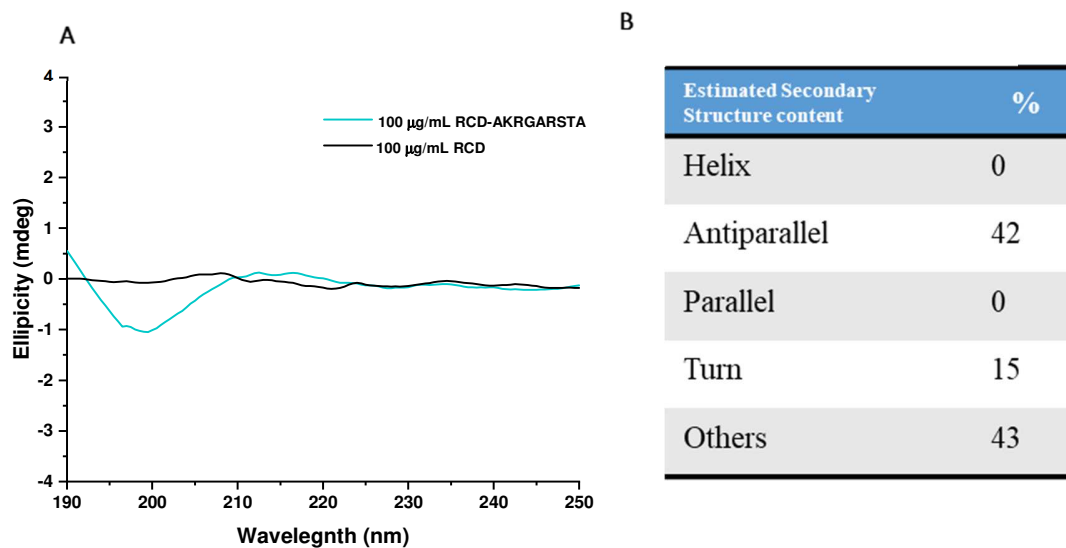 A
4
3
2
1
0
-1
-2
-3
-4
Ellipicity (mdeg)
100 µg/mL RCD-AKRGARSTA
100 µg/mL RCD
190 200 210 220 230 240 250
Wavelegnth (nm)
B
Estimated Secondary
Structure content %
Helix 0
Antiparallel 42
Parallel 0
Turn 15
Others 43